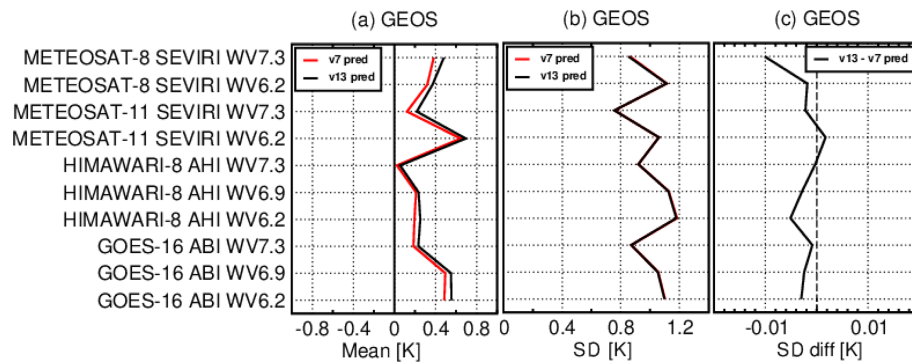 (a) GEOS
(b) GEOS
(c) GEOS
METEOSAT-8 SEVIRI WV7.3
METEOSAT-8 SEVIRI WV6.2
METEOSAT-11 SEVIRI WV7.3
METEOSAT-11 SEVIRI WV6.2
HIMAWARI-8 AHI WV7.3
HIMAWARI-8 AHI WV6.9
HIMAWARI-8 AHI WV6.2
GOES-16 ABI WV7.3
GOES-16 ABI WV6.9
GOES-16 ABI WV6.2
v7 pred
v13 pred
v7 pred
v13 pred
v13 - v7 pred
-0.8 -0.4 0 0.4 0.8
0 0.4 0.8 1.2
-0.01 0.01
Mean [K]
SD [K]
SD diff [K]